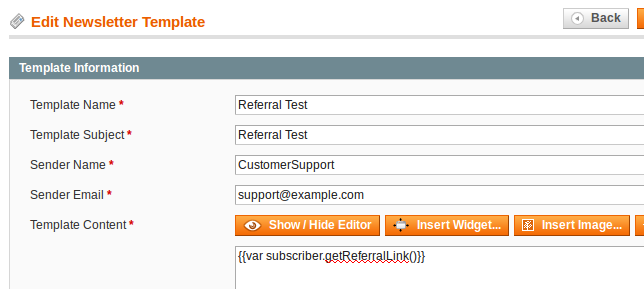 Edit Newsletter Template
Back
Template Information
Template Name *
Referral Test
Template Subject *
Referral Test
Sender Name *
CustomerSupport
Sender Email *
support@example.com
Template Content *
Show / Hide Editor
Insert Widget...
Insert Image...
{{var subscriber.getReferralLink()}}